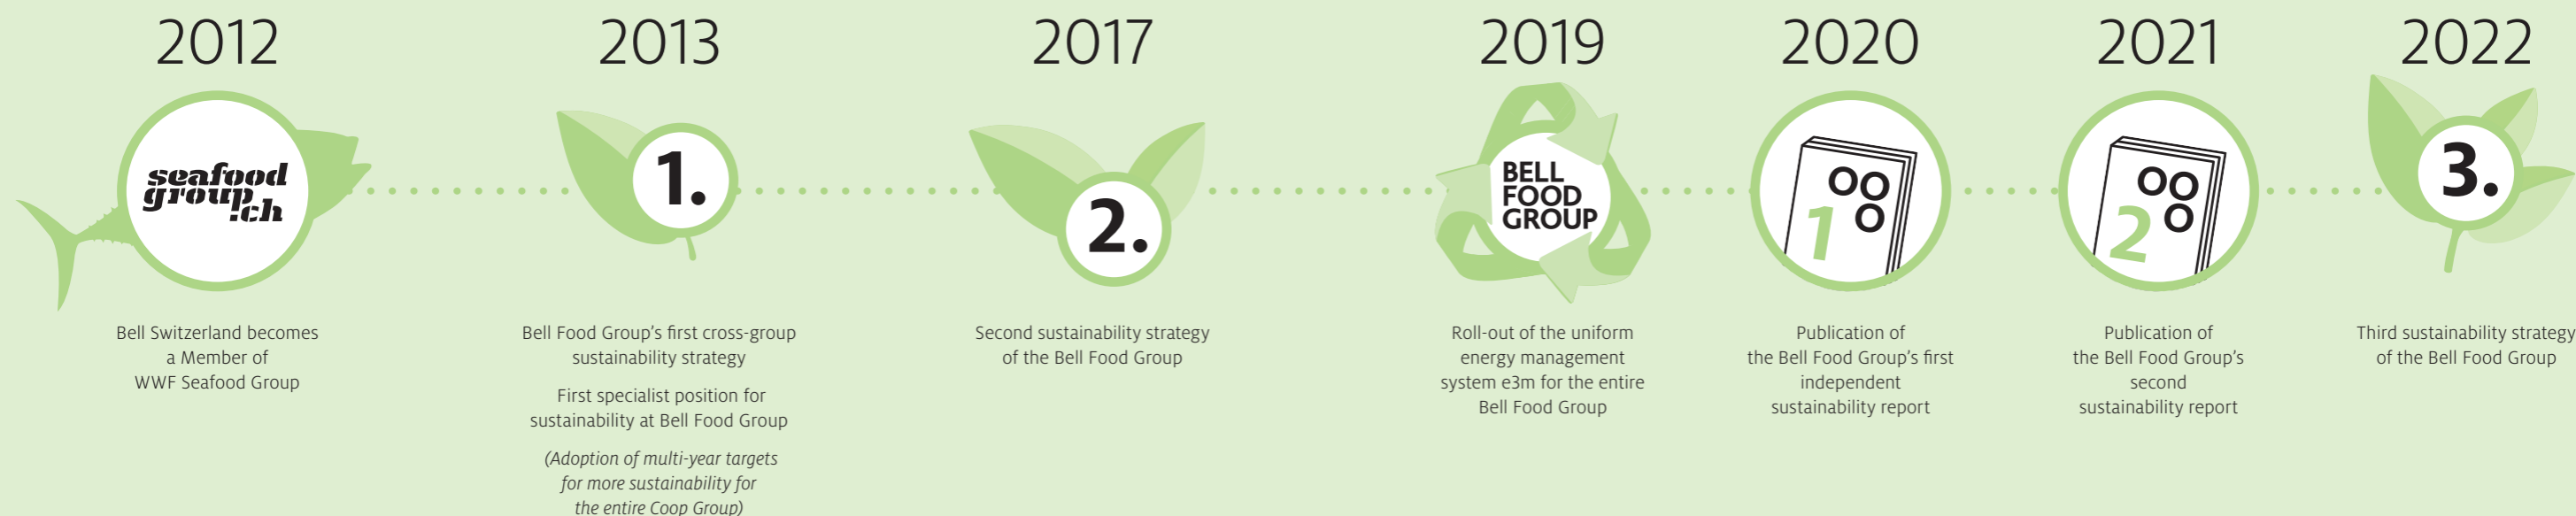 2012
seafood
group
.ch
Bell Switzerland becomes
a Member of
WWF Seafood Group
2013
1.
Bell Food Group’s first cross-group
sustainability strategy
First specialist position for
sustainability at Bell Food Group
(Adoption of multi-year targets
for more sustainability for
the entire Coop Group)
2017
2.
Second sustainability strategy
of the Bell Food Group
2019
BELL
FOOD
GROUP
Roll-out of the uniform
energy management
system e3m for the entire
Bell Food Group
2020
1
Publication of
the Bell Food Group’s first
independent
sustainability report
2021
2
Publication of
the Bell Food Group’s
second
sustainability report
2022
3.
Third sustainability strategy
of the Bell Food Group